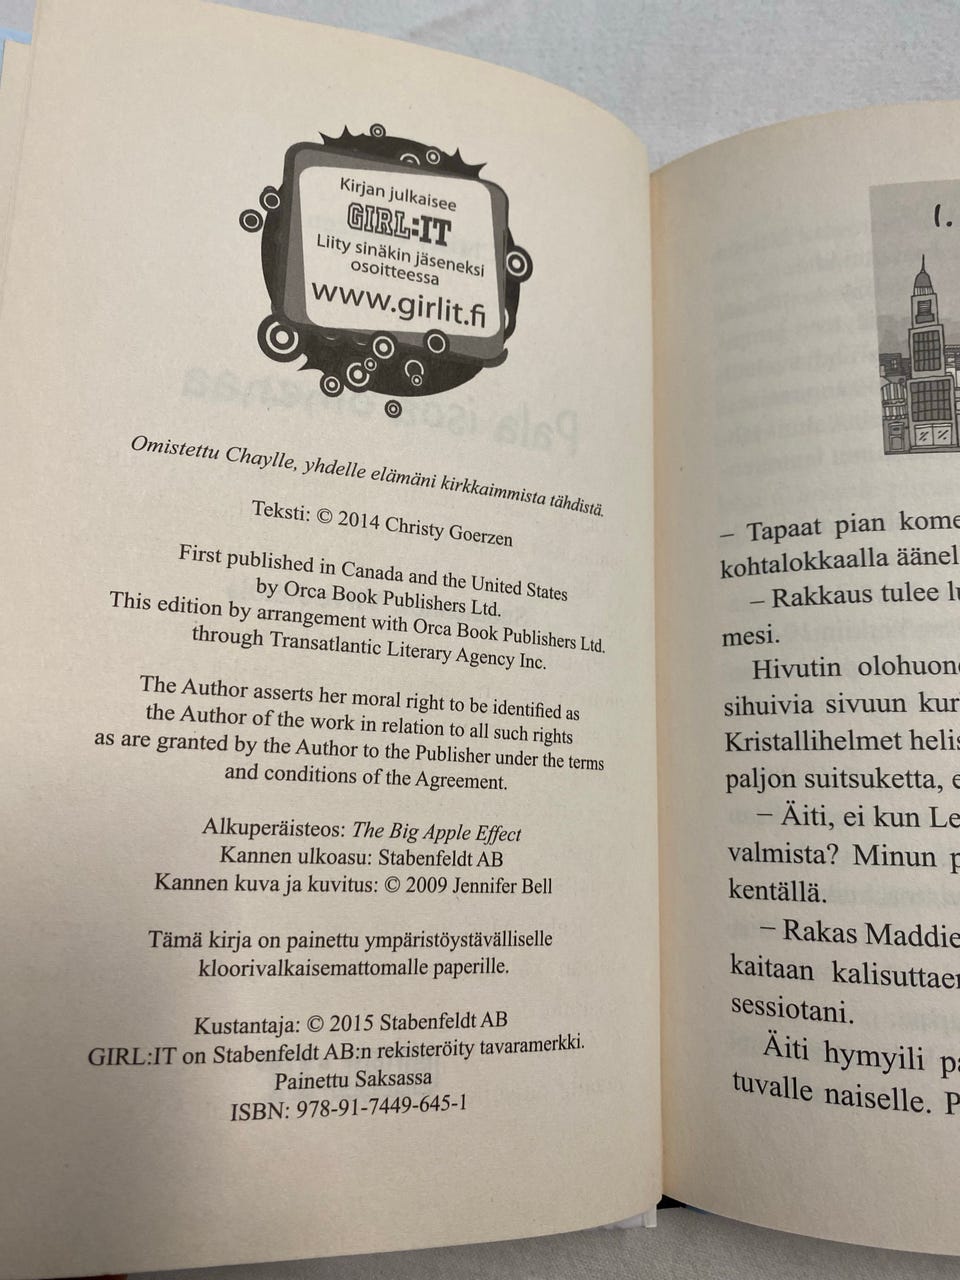 Kirjan julkaisee
GIRL:IT
Liity sinäkin jäseneksi
osoitteessa
www.girlit.fi
Omistettu Chaylle, yhdelle elämäni kirkkaimmista tähdistä.
Teksti: © 2014 Christy Goerzen
First published in Canada and the United States
by Orca Book Publishers Ltd.
This edition by arrangement with Orca Book Publishers Ltd.
through Transatlantic Literary Agency Inc.
The Author asserts her moral right to be identified as
the Author of the work in relation to all such rights
as are granted by the Author to the Publisher under the terms
and conditions of the Agreement.
Alkuperäisteos: The Big Apple Effect
Kannen ulkoasu: Stabenfeldt AB
Kannen kuva ja kuvitus: © 2009 Jennifer Bell
Tämä kirja on painettu ympäristöystävälliselle
kloorivalkaisemattomalle paperille.
Kustantaja: © 2015 Stabenfeldt AB
GIRL:IT on Stabenfeldt AB:n rekisteröity tavaramerkki.
Painettu Saksassa
ISBN: 978-91-7449-645-1
1.
– Tapaat pian kome
kohtalokkaalla äänel
– Rakkaus tulee lu
mesi.
Hivutin olohuone
sihuivia sivuun kur
Kristallihelmet helis
paljon suitsuketta, e
– Äiti, ei kun Le
valmista? Minun p
kentällä.
– Rakas Maddie
kaitaan kalisuttaen
sessiotani.
Äiti hymyili pa
tuvalle naiselle. P